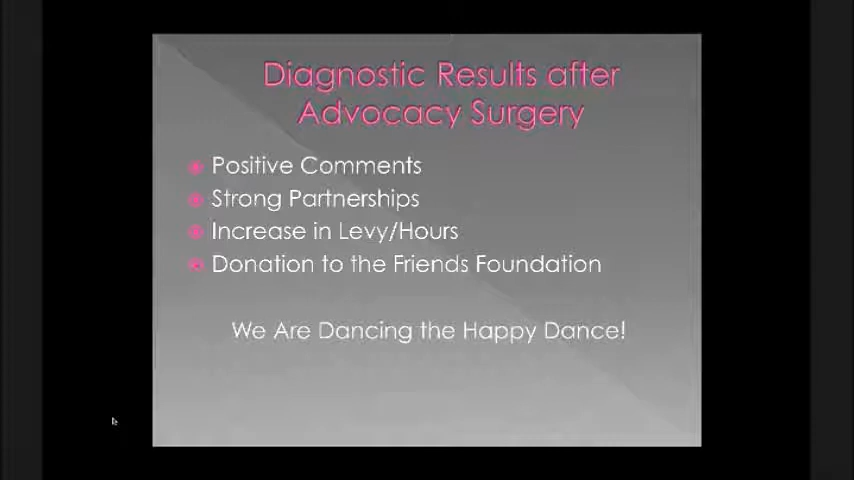 Diagnostic Results after
Advocacy Surgery
Positive Comments
Strong Partnerships
Increase in Levy/Hours
Donation to the Friends Foundation
We Are Dancing the Happy Dance!